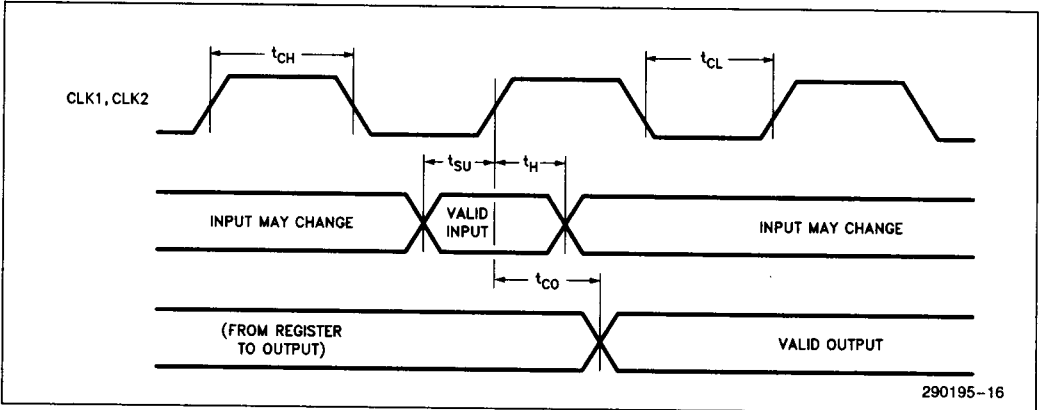 tCH
tCL
CLK1, CLK2
tSU
tH
INPUT MAY CHANGE
VALID
INPUT
INPUT MAY CHANGE
tCO
(FROM REGISTER
TO OUTPUT)
VALID OUTPUT
290195-16